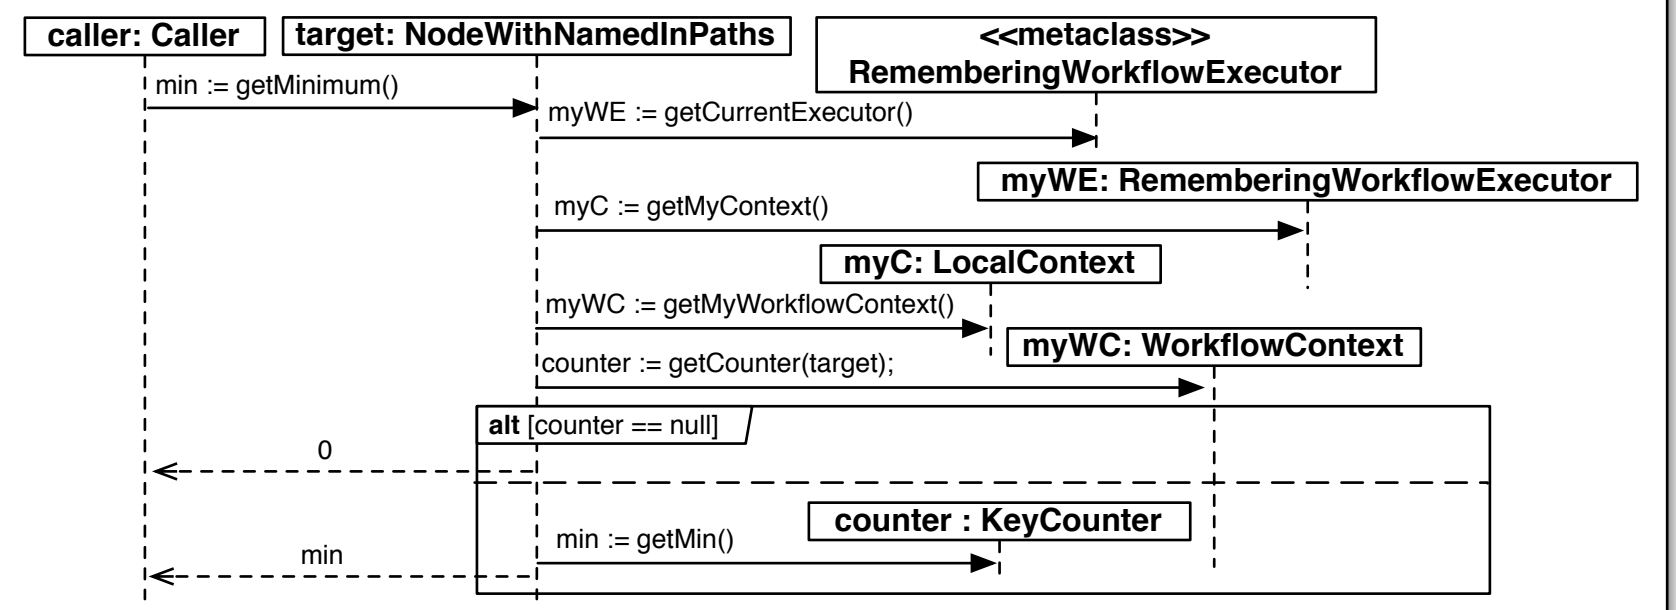 caller: Caller
target: NodeWithNamedInPaths
<<metaclass>>
RememberingWorkflowExecutor
min := getMinimum()
myWE := getCurrentExecutor()
myWE: RememberingWorkflowExecutor
myC := getMyContext()
myC: LocalContext
myWC := getMyWorkflowContext()
myWC: WorkflowContext
counter := getCounter(target);
alt [counter == null]
0
counter : KeyCounter
min := getMin()
min